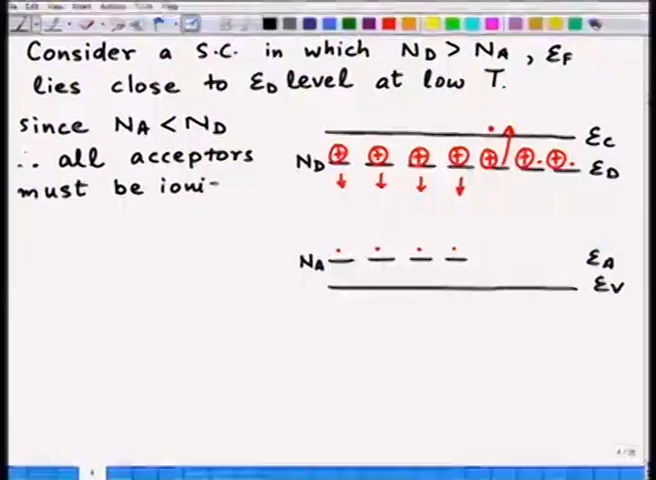 Consider a S.C. in which N_D > N_A , ε_F
lies close to ε_D level at low T.
since N_A < N_D
∴ all acceptors
must be ioni
ε_C
N_D ε_D
N_A ε_A
ε_V